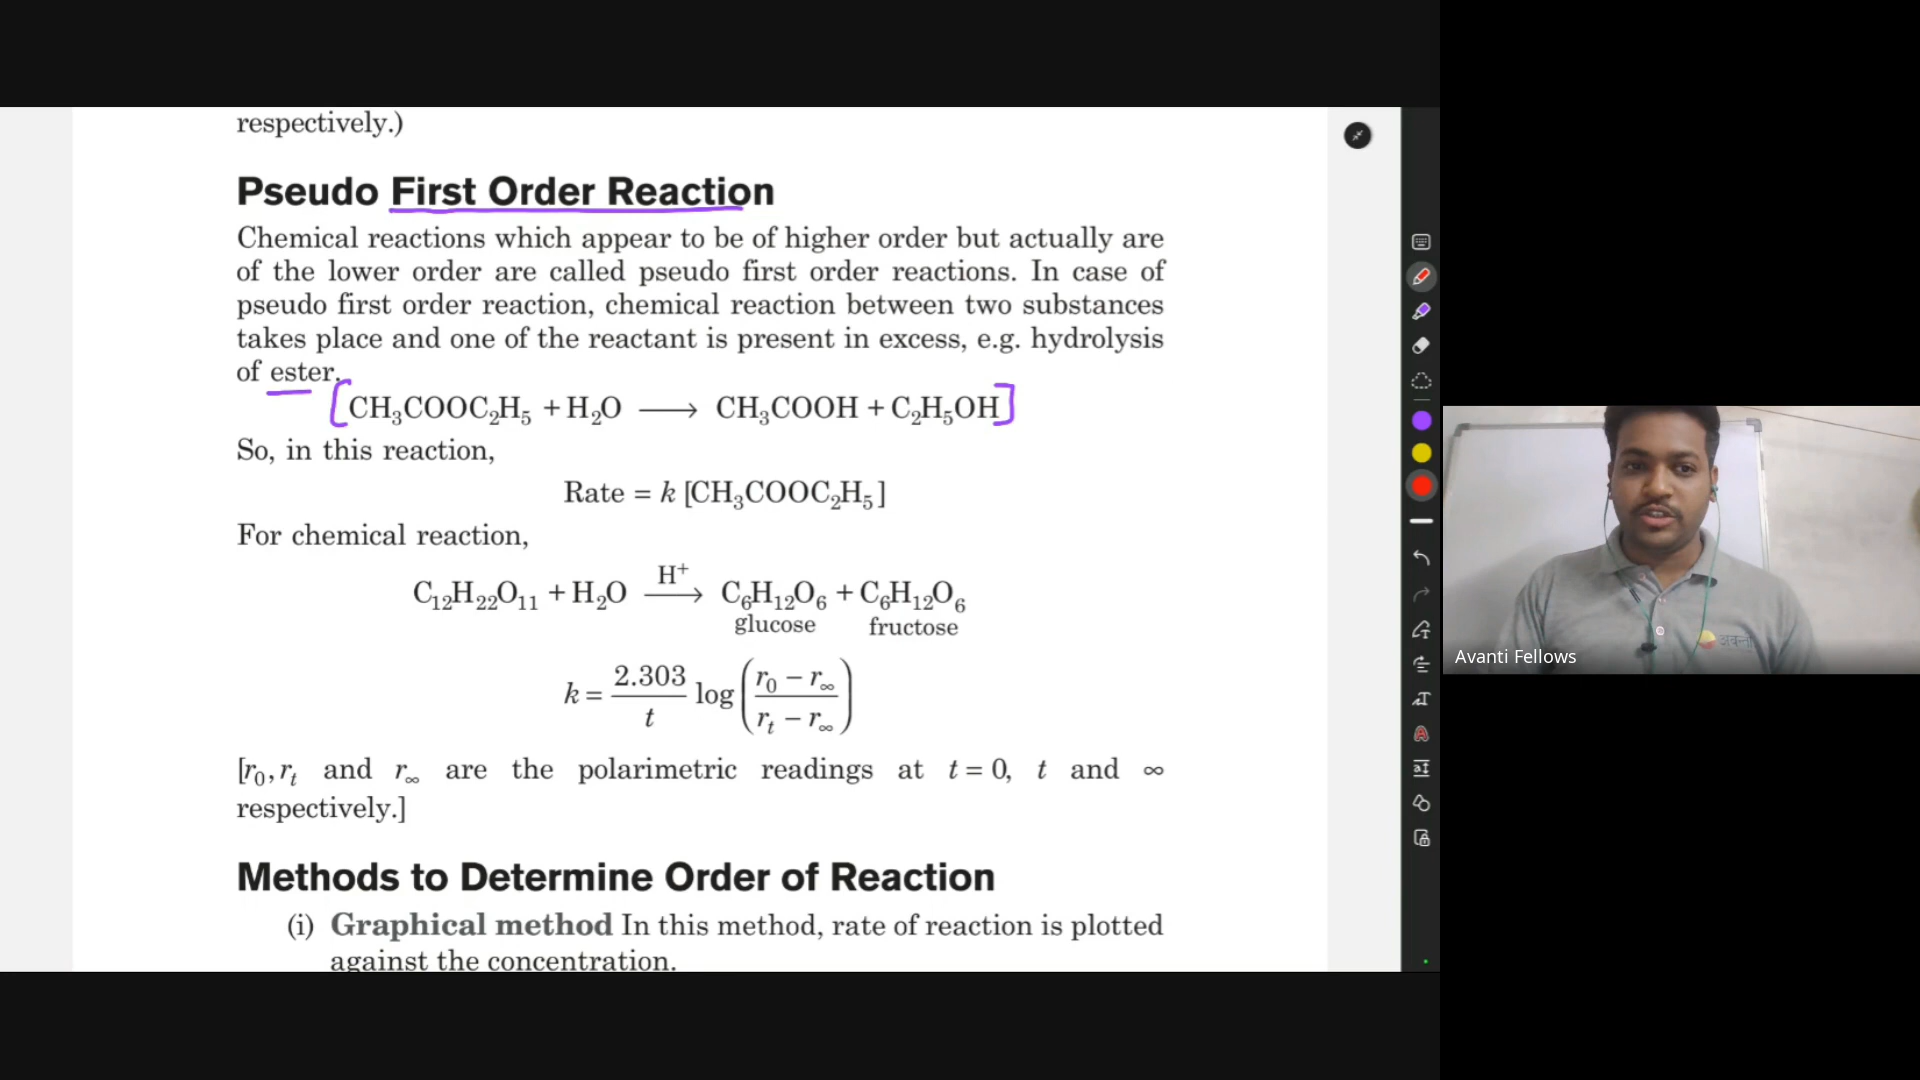 respectively.)
Pseudo First Order Reaction
Chemical reactions which appear to be of higher order but actually are
of the lower order are called pseudo first order reactions. In case of
pseudo first order reaction, chemical reaction between two substances
takes place and one of the reactant is present in excess, e.g. hydrolysis
of ester.
[CH₃COOC₂H₅ + H₂O ⟶ CH₃COOH + C₂H₅OH]
So, in this reaction,
Rate = k [CH₃COOC₂H₅]
For chemical reaction,
C₁₂H₂₂O₁₁ + H₂O ⟶ C₆H₁₂O₆ + C₆H₁₂O₆
H⁺
glucose fructose
k = 2.303/t log((r₀ − r∞)/(rₜ − r∞))
[r₀, rₜ and r∞ are the polarimetric readings at t = 0, t and ∞
respectively.]
Methods to Determine Order of Reaction
(i) Graphical method In this method, rate of reaction is plotted
against the concentration.
Avanti Fellows
अवन्ती